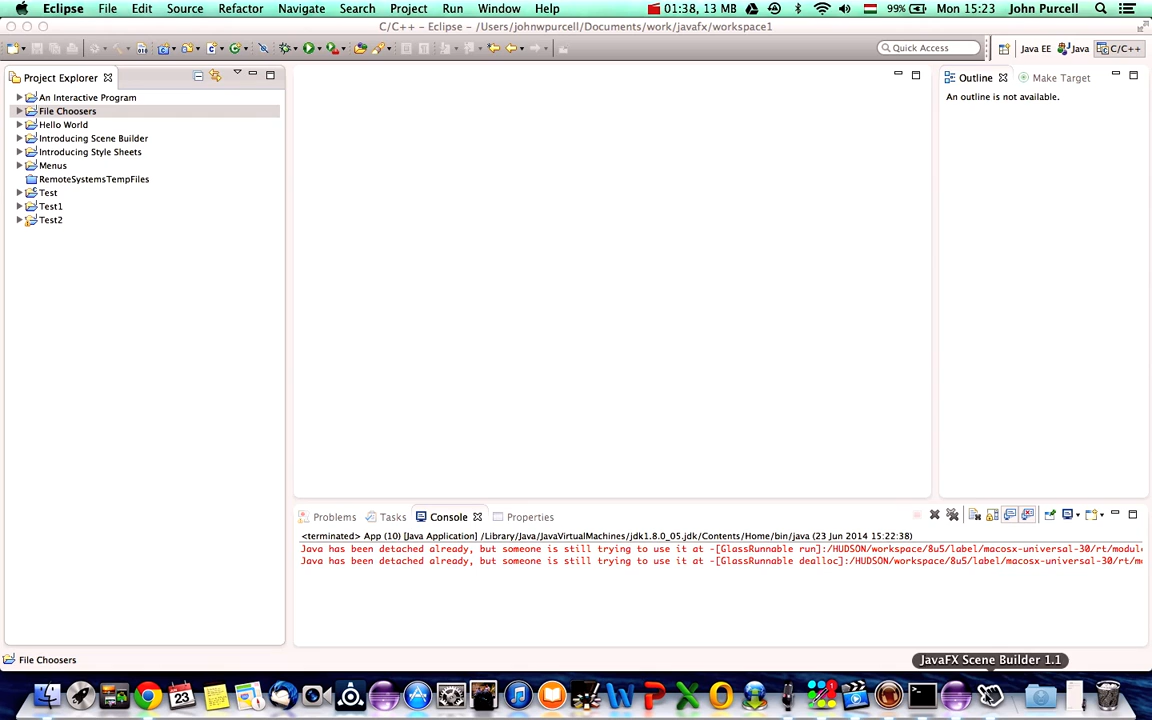 Eclipse File Edit Source Refactor Navigate Search Project Run Window Help 01:38, 13 MB 99% Mon 15:23 John Purcell
C/C++ – Eclipse – /Users/johnwpurcell/Documents/work/javafx/workspace1
Quick Access Java EE Java C/C++
Project Explorer
Outline Make Target
An Interactive Program
An outline is not available.
File Choosers
Hello World
Introducing Scene Builder
Introducing Style Sheets
Menus
RemoteSystemsTempFiles
Test
Test1
Test2
Problems Tasks Console Properties
<terminated> App (10) [Java Application] /Library/Java/JavaVirtualMachines/jdk1.8.0_05.jdk/Contents/Home/bin/java (23 Jun 2014 15:22:38)
Java has been detached already, but someone is still trying to use it at -[GlassRunnable run]:/HUDSON/workspace/8u5/label/macosx-universal-30/rt/module
Java has been detached already, but someone is still trying to use it at -[GlassRunnable dealloc]:/HUDSON/workspace/8u5/label/macosx-universal-30/rt/m
File Choosers
JavaFX Scene Builder 1.1
23